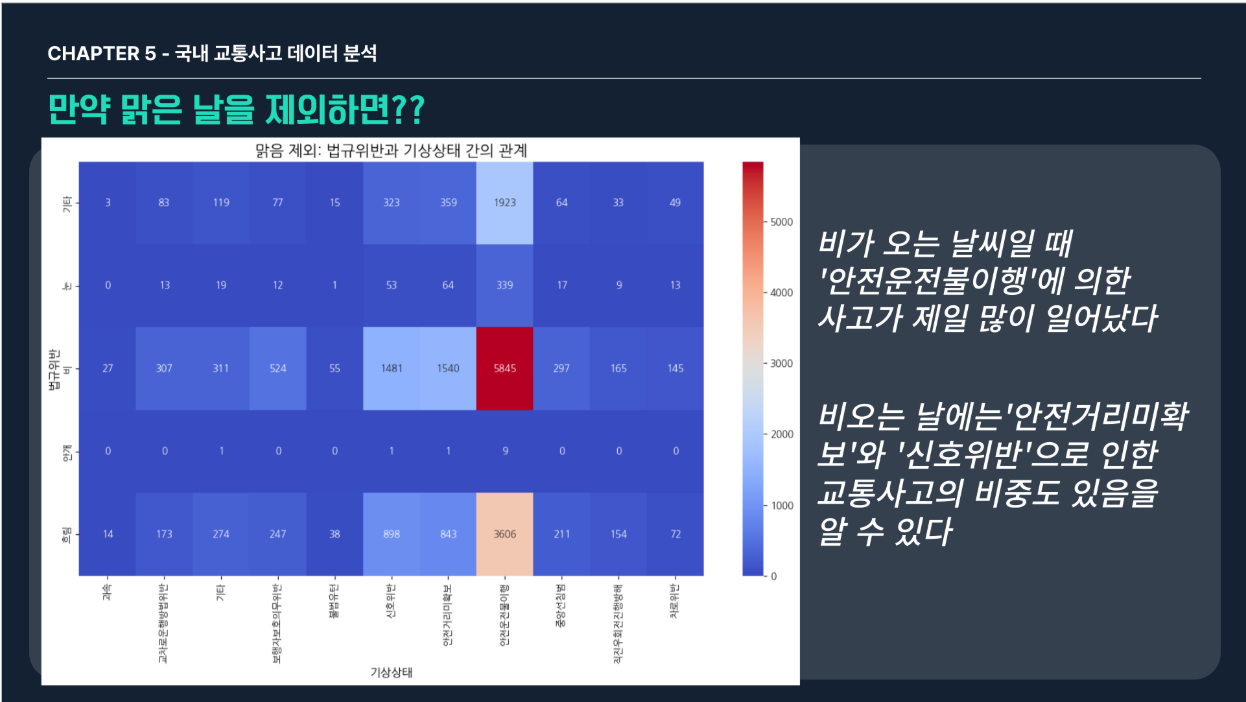 CHAPTER 5 - 국내 교통사고 데이터 분석
만약 맑은 날을 제외하면??
맑음 제외: 법규위반과 기상상태 간의 관계
법규위반
기타 3 83 119 77 15 323 359 1923 64 33 49
눈 0 13 19 12 1 53 64 339 17 9 13
비 27 307 311 524 55 1481 1540 5845 297 165 145
안개 0 0 1 0 0 1 1 9 0 0 0
흐림 14 173 274 247 38 898 843 3606 211 154 72
과속 교차로운행방법위반 기타 보행자보호의무위반 불법유턴 신호위반 안전거리미확보 안전운전불이행 중앙선침범 직진우회전진행방해 차로위반
기상상태
5000
4000
3000
2000
1000
0
비가 오는 날씨일 때
'안전운전불이행'에 의한
사고가 제일 많이 일어났다
비오는 날에는'안전거리미확
보'와 '신호위반'으로 인한
교통사고의 비중도 있음을
알 수 있다